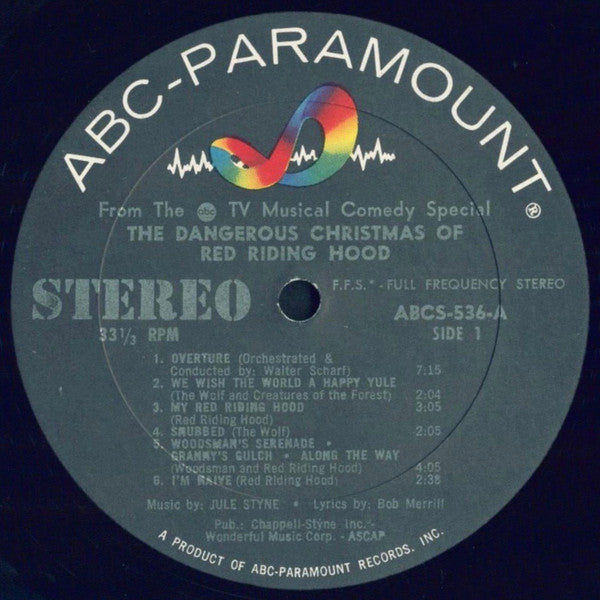 ABC-PARAMOUNT®
From The abc TV Musical Comedy Special
THE DANGEROUS CHRISTMAS OF
RED RIDING HOOD
STEREO
F.F.S.* - FULL FREQUENCY STEREO
33 1/3 RPM
ABCS-536-A
SIDE 1
1. OVERTURE (Orchestrated &
Conducted by: Walter Scharf) 7:15
2. WE WISH THE WORLD A HAPPY YULE
(The Wolf and Creatures of the Forest) 2:04
3. MY RED RIDING HOOD 3:05
(Red Riding Hood)
4. SNUBBED (The Wolf) 2:05
5. WOODSMAN'S SERENADE •
GRANNY'S GULCH • ALONG THE WAY
(Woodsman and Red Riding Hood) 4:05
6. I'M NAIVE (Red Riding Hood) 2:38
Music by: JULE STYNE • Lyrics by: Bob Merrill
Pub.: Chappell-Styne Inc.-
Wonderful Music Corp. - ASCAP
A PRODUCT OF ABC-PARAMOUNT RECORDS, INC.